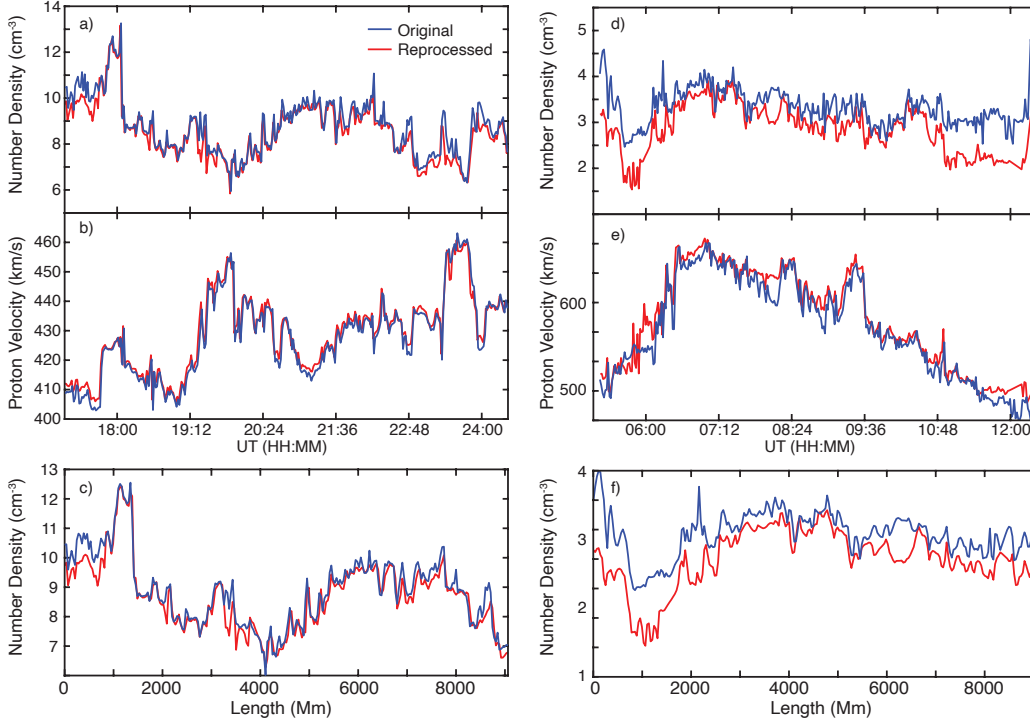 a)
Original
Reprocessed
Number Density (cm⁻³)
14
12
10
8
6
b)
Proton Velocity (km/s)
460
450
440
430
420
410
400
18:00 19:12 20:24 21:36 22:48 24:00
UT (HH:MM)
c)
Number Density (cm⁻³)
13
12
11
10
9
8
7
0 2000 4000 6000 8000
Length (Mm)
d)
Number Density (cm⁻³)
5
4
3
2
e)
Proton Velocity (km/s)
600
500
06:00 07:12 08:24 09:36 10:48 12:00
UT (HH:MM)
f)
Number Density (cm⁻³)
4
3
2
1
0 2000 4000 6000 8000
Length (Mm)